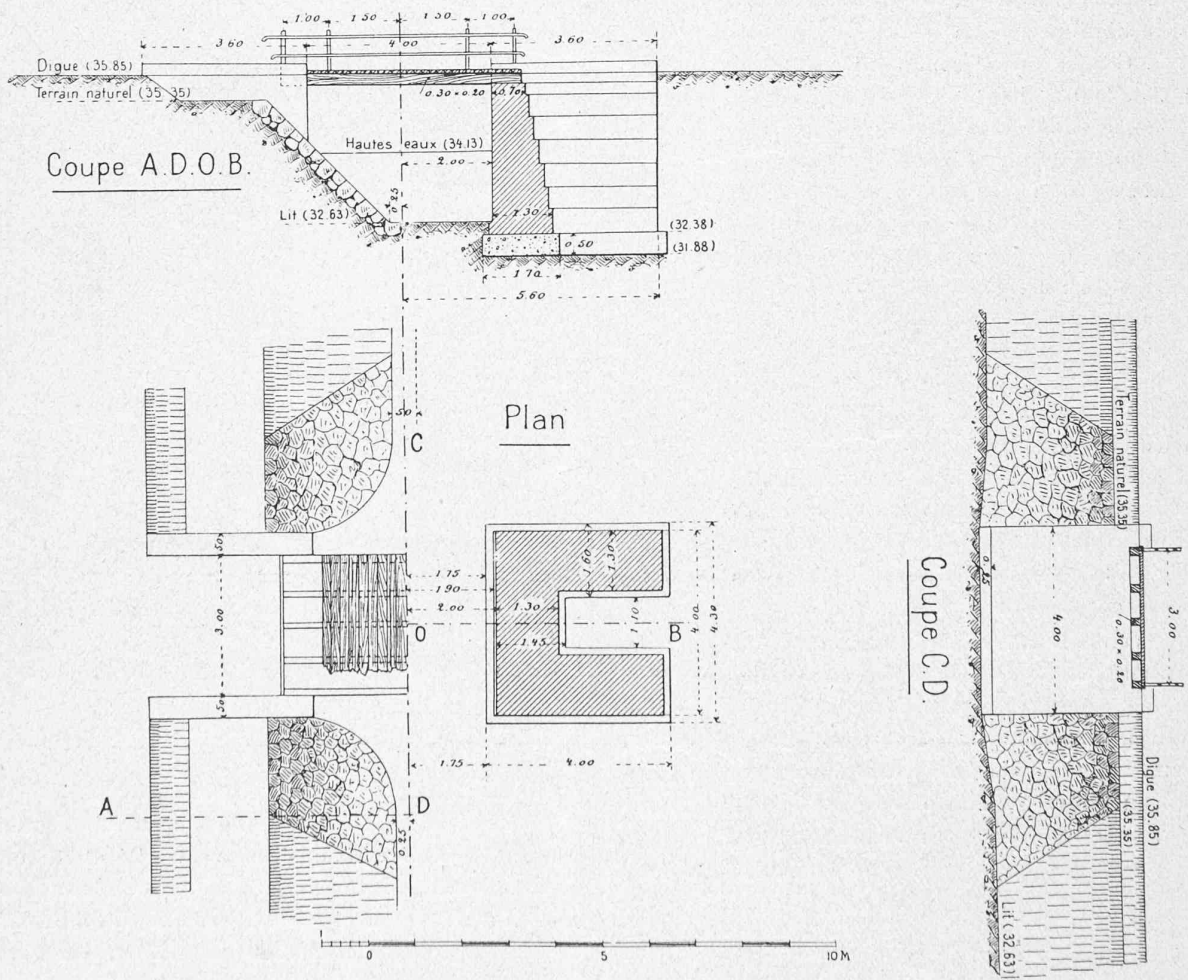 1.00 1.50 1.50 1.00
3.60 4.00 3.60
Digue (35.85)
Terrain naturel (35.35)
0.30 × 0.20 0.70
Hautes eaux (34.13)
2.00
Coupe A.D.O.B.
0.25
Lit (32.63)
1.30
(32.38)
0.50
(31.88)
1.70
5.60
Plan
50
C
50
1.75
1.90
2.00 1.30
1.45
1.60
1.30
1.10
4.00
4.30
3.00
O
B
50
1.75 4.00
A
D
0.25
0 5 10 M
Coupe C.D.
Terrain naturel (35.35)
0.25
4.00
0.30 × 0.20
3.00
Digue (35.85)
(35.35)
Lit (32.63)